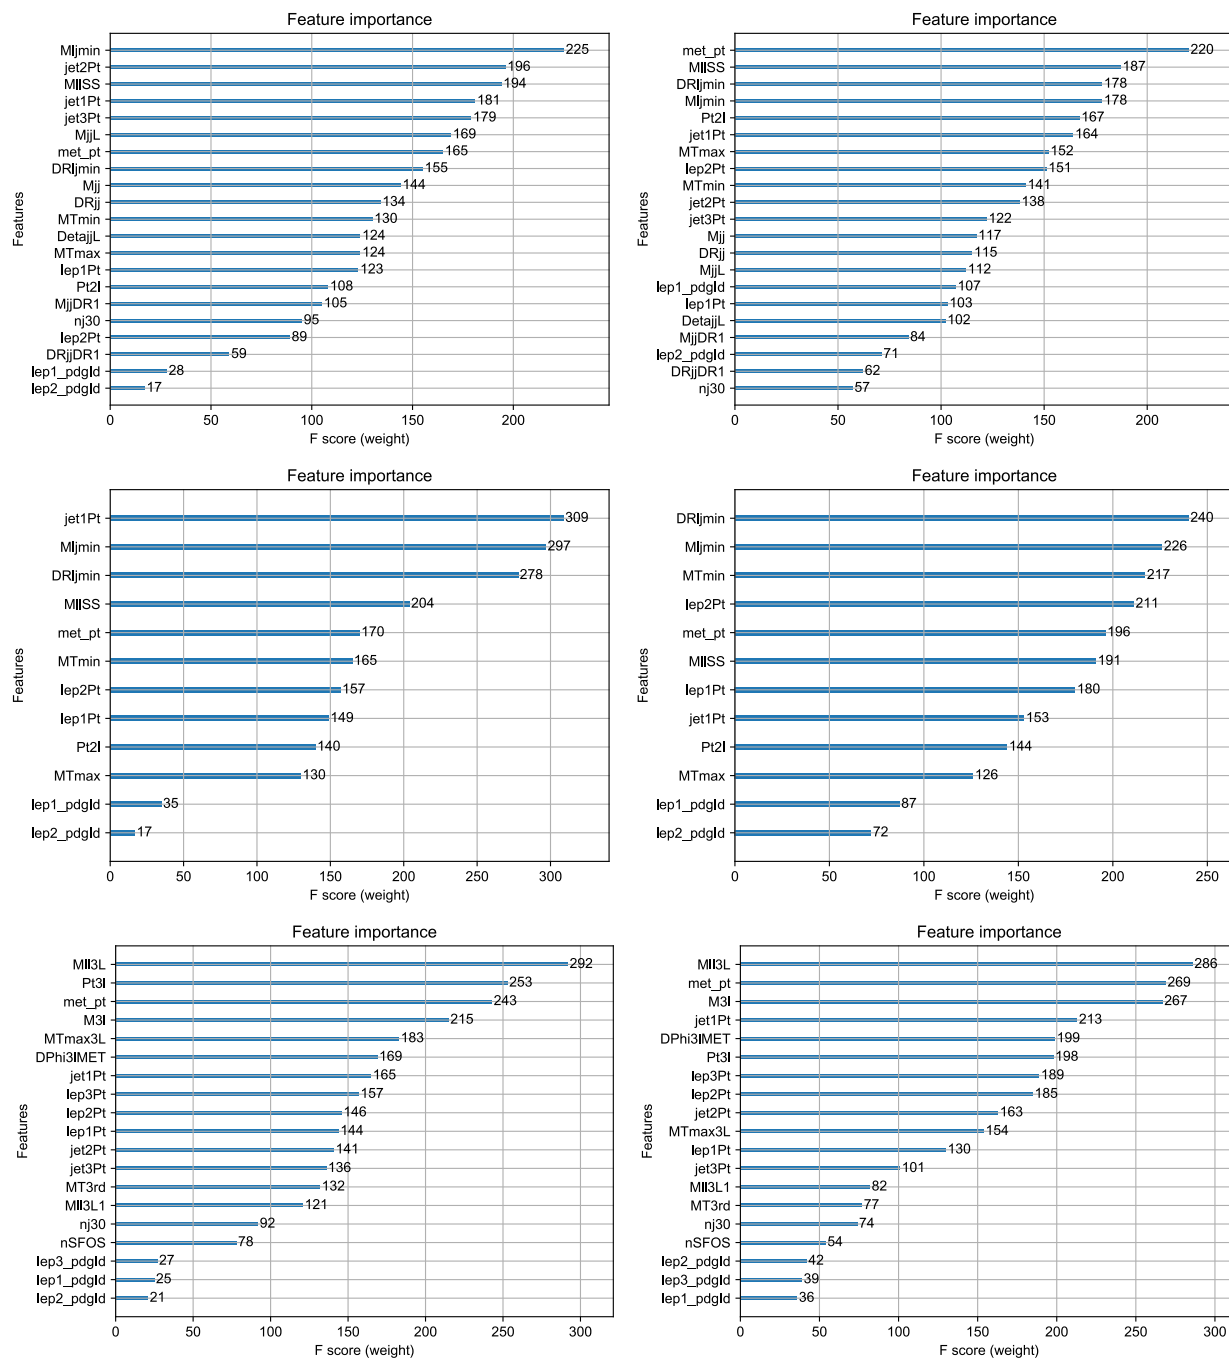 Feature importance
Features
Mljmin 225
jet2Pt 196
MllSS 194
jet1Pt 181
jet3Pt 179
MjjL 169
met_pt 165
DRljmin 155
Mjj 144
DRjj 134
MTmin 130
DetajjL 124
MTmax 124
lep1Pt 123
Pt2l 108
MjjDR1 105
nj30 95
lep2Pt 89
DRjjDR1 59
lep1_pdgId 28
lep2_pdgId 17
0 50 100 150 200
F score (weight)
Feature importance
Features
met_pt 220
MllSS 187
DRljmin 178
Mljmin 178
Pt2l 167
jet1Pt 164
MTmax 152
lep2Pt 151
MTmin 141
jet2Pt 138
jet3Pt 122
Mjj 117
DRjj 115
MjjL 112
lep1_pdgId 107
lep1Pt 103
DetajjL 102
MjjDR1 84
lep2_pdgId 71
DRjjDR1 62
nj30 57
0 50 100 150 200
F score (weight)
Feature importance
Features
jet1Pt 309
Mljmin 297
DRljmin 278
MllSS 204
met_pt 170
MTmin 165
lep2Pt 157
lep1Pt 149
Pt2l 140
MTmax 130
lep1_pdgId 35
lep2_pdgId 17
0 50 100 150 200 250 300
F score (weight)
Feature importance
Features
DRljmin 240
Mljmin 226
MTmin 217
lep2Pt 211
met_pt 196
MllSS 191
lep1Pt 180
jet1Pt 153
Pt2l 144
MTmax 126
lep1_pdgId 87
lep2_pdgId 72
0 50 100 150 200 250
F score (weight)
Feature importance
Features
Mll3L 292
Pt3l 253
met_pt 243
M3l 215
MTmax3L 183
DPhi3lMET 169
jet1Pt 165
lep3Pt 157
lep2Pt 146
lep1Pt 144
jet2Pt 141
jet3Pt 136
MT3rd 132
Mll3L1 121
nj30 92
nSFOS 78
lep3_pdgId 27
lep1_pdgId 25
lep2_pdgId 21
0 50 100 150 200 250 300
F score (weight)
Feature importance
Features
Mll3L 286
met_pt 269
M3l 267
jet1Pt 213
DPhi3lMET 199
Pt3l 198
lep3Pt 189
lep2Pt 185
jet2Pt 163
MTmax3L 154
lep1Pt 130
jet3Pt 101
Mll3L1 82
MT3rd 77
nj30 74
nSFOS 54
lep2_pdgId 42
lep3_pdgId 39
lep1_pdgId 36
0 50 100 150 200 250 300
F score (weight)